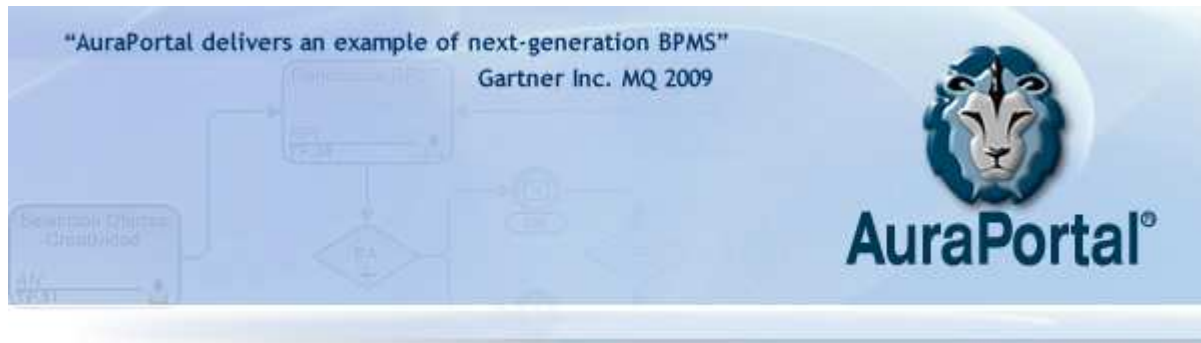 “AuraPortal delivers an example of next-generation BPMS”
Gartner Inc. MQ 2009
AuraPortal®